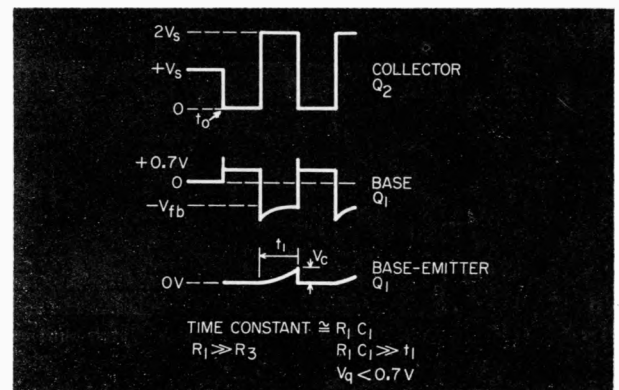 2Vs
+Vs
COLLECTOR
Q2
0
to
+0.7V
0
BASE
Q1
-Vfb
t1
Vc
BASE-EMITTER
Q1
0V
TIME CONSTANT ≅ R1 C1
R1 ≫ R3
R1 C1 ≫ t1
Vq < 0.7V